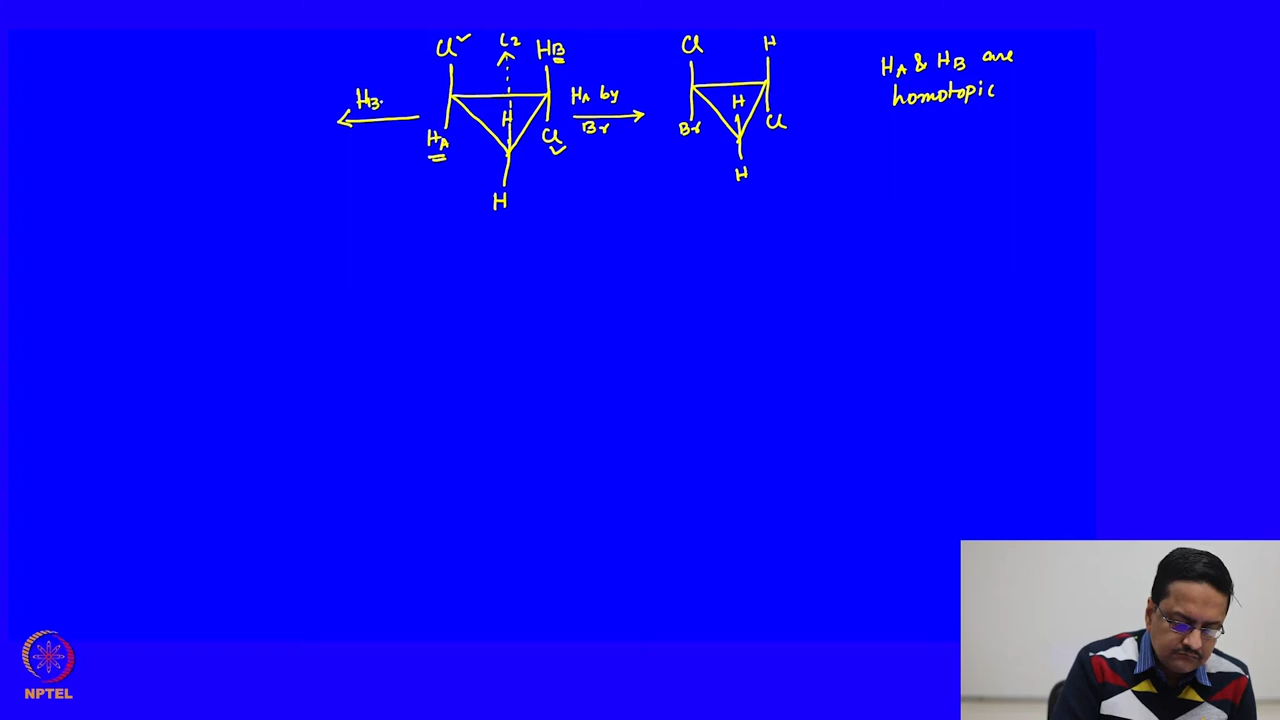 Cl C2 HB Cl H HA & HB are
HB. HA by H homotopic
HA H Cl Br Br Cl
H H
NPTEL